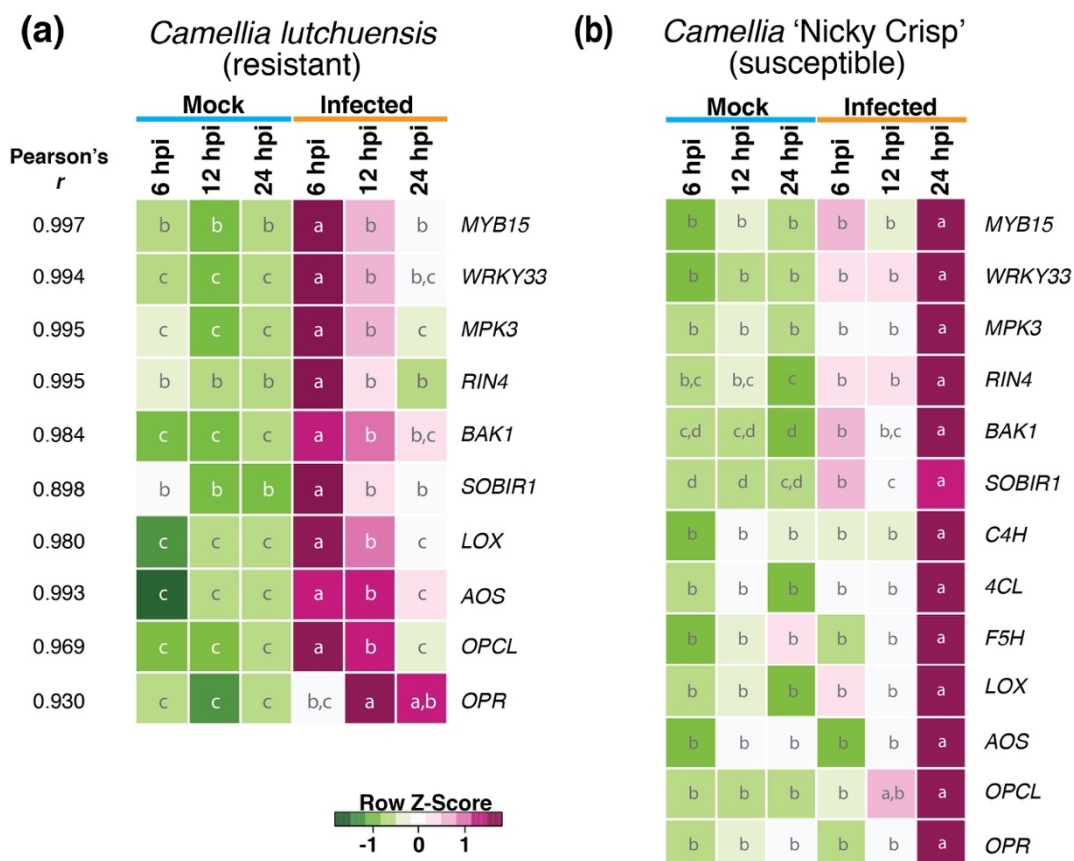 (a)
Camellia lutchuensis
(resistant)
Mock Infected
Pearson's
r
6 hpi 12 hpi 24 hpi 6 hpi 12 hpi 24 hpi
0.997 b b b a b b MYB15
0.994 c c c a b b,c WRKY33
0.995 c c c a b c MPK3
0.995 b b b a b b RIN4
0.984 c c c a b b,c BAK1
0.898 b b b a b b SOBIR1
0.980 c c c a b c LOX
0.993 c c c a b c AOS
0.969 c c c a b c OPCL
0.930 c c c b,c a a,b OPR
Row Z-Score
-1 0 1
(b)
Camellia 'Nicky Crisp'
(susceptible)
Mock Infected
6 hpi 12 hpi 24 hpi 6 hpi 12 hpi 24 hpi
b b b b b a MYB15
b b b b b a WRKY33
b b b b b a MPK3
b,c b,c c b b a RIN4
c,d c,d d b b,c a BAK1
d d c,d b c a SOBIR1
b b b b b a C4H
b b b b b a 4CL
b b b b b a F5H
b b b b b a LOX
b b b b b a AOS
b b b b a,b a OPCL
b b b b b a OPR